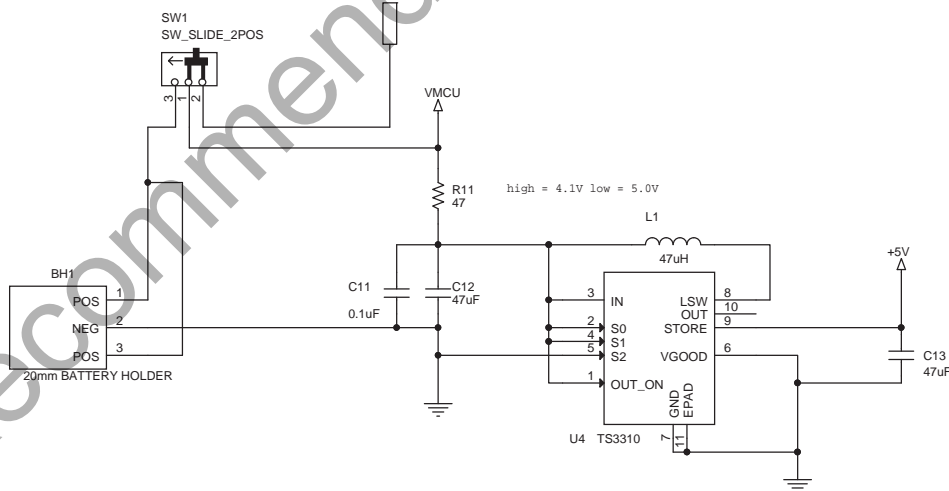 SW1
SW_SLIDE_2POS
3
1
2
VMCU
R11
47
high = 4.1V low = 5.0V
L1
47uH
+5V
BH1
POS 1
NEG 2
POS 3
20mm BATTERY HOLDER
C11
0.1uF
C12
47uF
3 IN
2 S0
4 S1
5 S2
1 OUT_ON
LSW 8
OUT 10
STORE 9
VGOOD 6
GND 7
EPAD 11
U4 TS3310
C13
47uF
ecommend